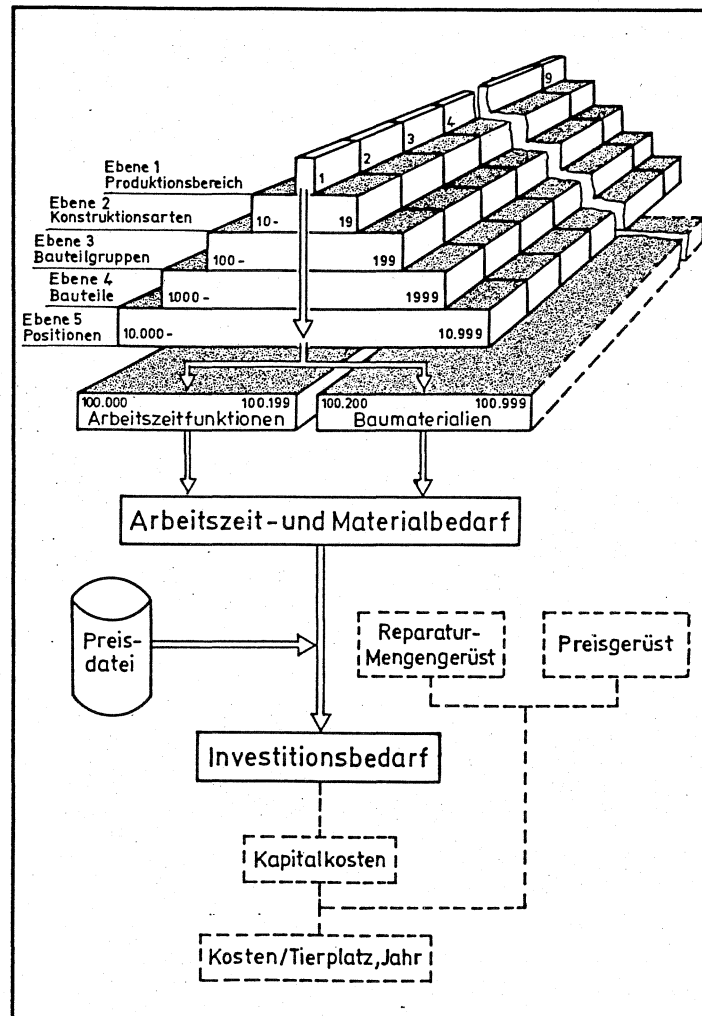 9
4
3
2
1
Ebene 1
Produktionsbereich
Ebene 2
Konstruktionsarten
10- 19
Ebene 3
Bauteilgruppen
100- 199
Ebene 4
Bauteile
1.000- 1999
Ebene 5
Positionen
10.000- 10.999
100.000 100.199
Arbeitszeitfunktionen
100.200 100.999
Baumaterialien
Arbeitszeit-und Materialbedarf
Preis-
datei
Reparatur-
Mengengerüst
Preisgerüst
Investitionsbedarf
Kapitalkosten
Kosten/Tierplatz,Jahr